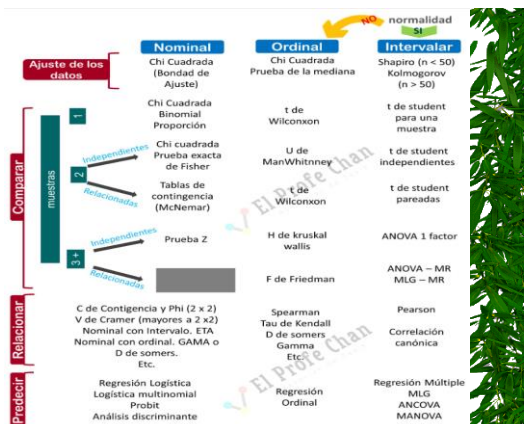 NO
normalidad
SI
Nominal
Ordinal
Intervalar
Ajuste de los
datos
Chi Cuadrada
(Bondad de
Ajuste)
Chi Cuadrada
Prueba de la mediana
Shapiro (n < 50)
Kolmogorov
(n > 50)
Comparar
muestras
1
Chi Cuadrada
Binomial
Proporción
t de
Wilconxon
t de student
para una
muestra
2
Independientes
Chi cuadrada
Prueba exacta
de Fisher
U de
ManWhitnney
t de student
independientes
Relacionadas
Tablas de
contingencia
(McNemar)
t de
Wilconxon
t de student
pareadas
3 +
Independientes
Prueba Z
H de kruskal
wallis
ANOVA 1 factor
Relacionadas
F de Friedman
ANOVA – MR
MLG – MR
Relacionar
C de Contigencia y Phi (2 x 2)
V de Cramer (mayores a 2 x2)
Nominal con Intervalo. ETA
Nominal con ordinal. GAMA o
D de somers.
Etc.
Spearman
Tau de Kendall
D de somers
Gamma
Etc.
Pearson
Correlación
canónica
Predecir
Regresión Logística
Logística multinomial
Probit
Análisis discriminante
Regresión
Ordinal
Regresión Múltiple
MLG
ANCOVA
MANOVA
El Profe Chan
El Profe Chan
El Profe Chan